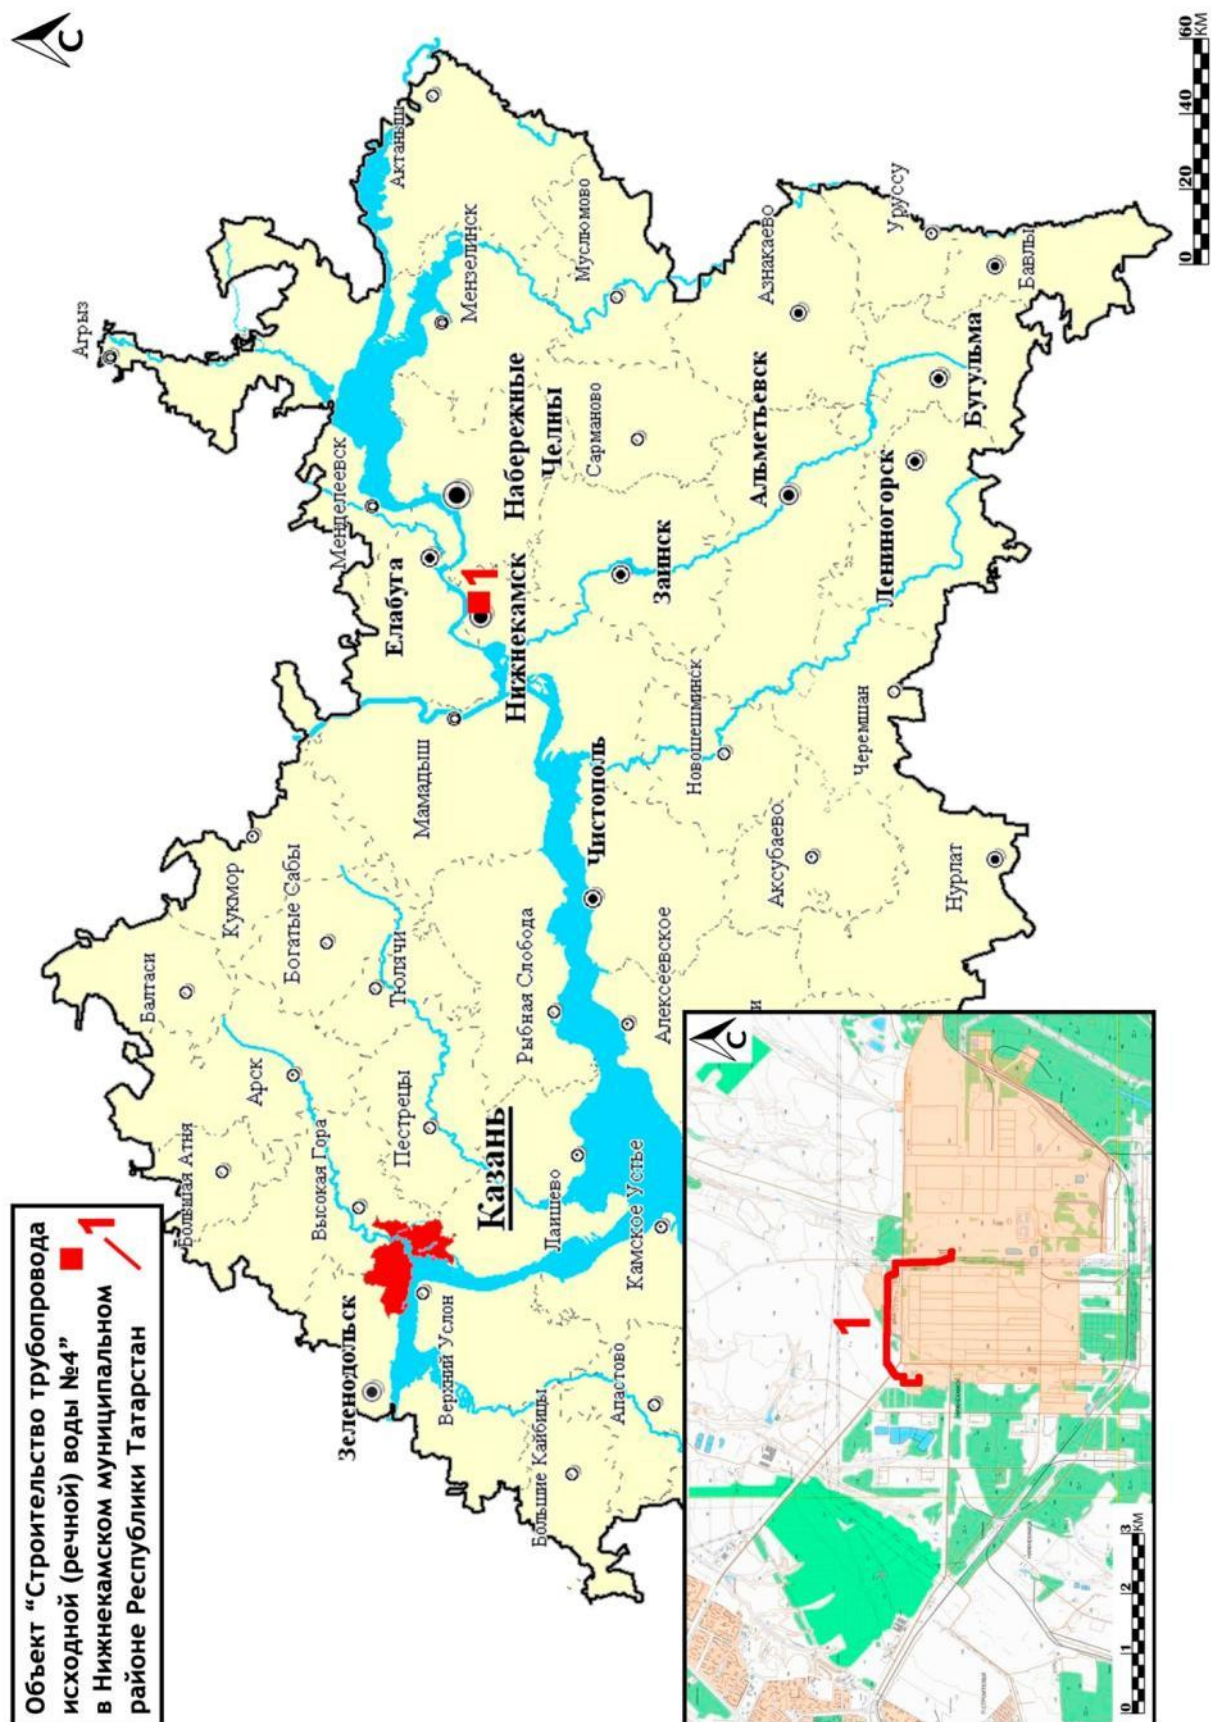 Объект “Строительство трубопровода
исходной (речной) воды №4”
в Нижнекамском муниципальном
районе Республики Татарстан
1
С
Агрыз
Актаныш
Менделеевск
Мензелинск
Елабуга
Набережные
Челны
1
Нижнекамск
Муслюмово
Сарманово
Заинск
Азнакаево
Альметьевск
Уруссу
Бавлы
Бугульма
Лениногорск
Кукмор
Балтаси
Богатые Сабы
Мамадыш
Тюлячи
Арск
Большая Атня
Высокая Гора
Пестрецы
Рыбная Слобода
Чистополь
Новошешминск
Черемшан
Аксубаево
Нурлат
Алексеевское
Казань
Лаишево
Камское Устье
Зеленодольск
Верхний Услон
Большие Кайбицы
Апастово
и
0 20 40 60
КМ
С
1
0 1 2 3
КМ